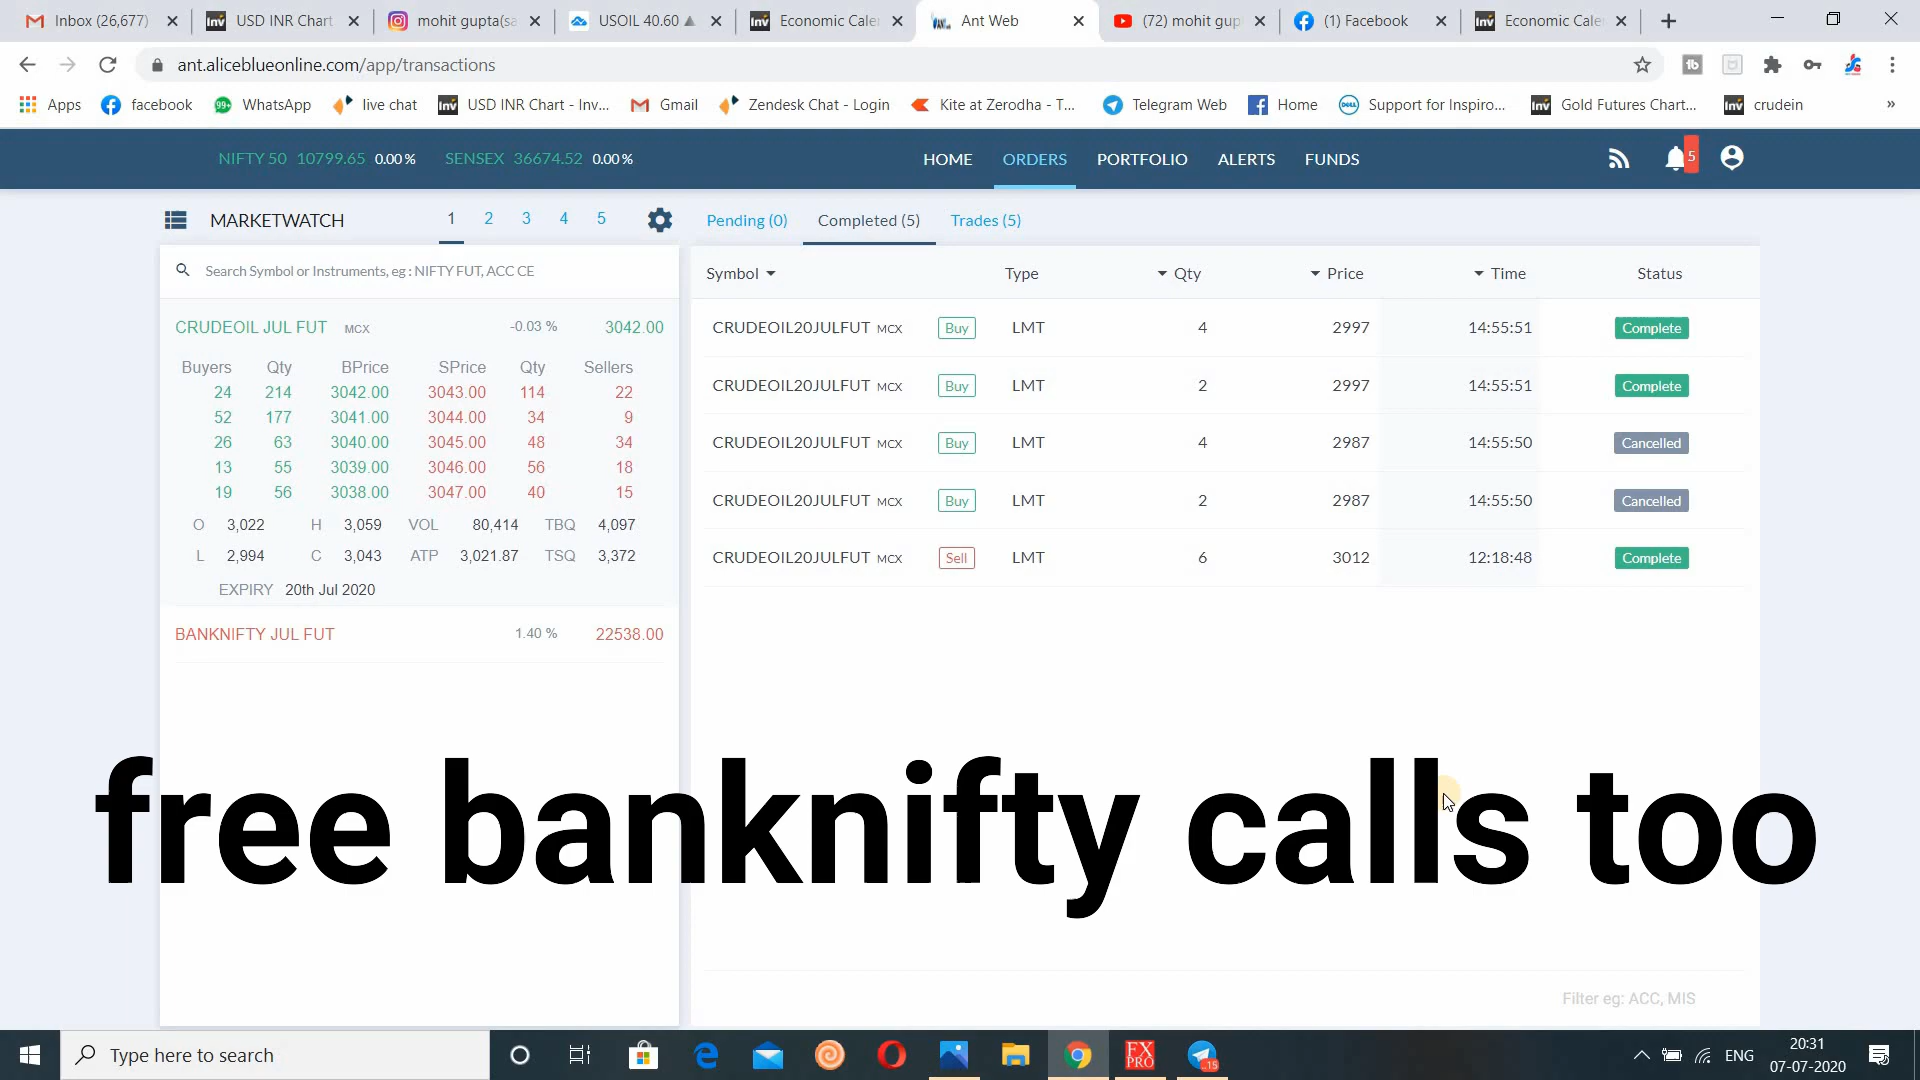 Inbox (26,677)
USD INR Chart
mohit gupta(sa
USOIL 40.60 ▲
Economic Cale
Ant Web
(72) mohit gup
(1) Facebook
Economic Cale
ant.aliceblueonline.com/app/transactions
Apps
facebook
99+
WhatsApp
live chat
USD INR Chart - Inv...
Gmail
Zendesk Chat - Login
Kite at Zerodha - T...
Telegram Web
Home
Support for Inspiro...
Gold Futures Chart...
crudein
»
NIFTY 50 10799.65 0.00 % SENSEX 36674.52 0.00 %
HOME ORDERS PORTFOLIO ALERTS FUNDS
5
MARKETWATCH 1 2 3 4 5
Pending (0) Completed (5) Trades (5)
Search Symbol or Instruments, eg : NIFTY FUT, ACC CE
CRUDEOIL JUL FUT MCX -0.03 % 3042.00
Buyers Qty BPrice SPrice Qty Sellers
24 214 3042.00 3043.00 114 22
52 177 3041.00 3044.00 34 9
26 63 3040.00 3045.00 48 34
13 55 3039.00 3046.00 56 18
19 56 3038.00 3047.00 40 15
O 3,022 H 3,059 VOL 80,414 TBQ 4,097
L 2,994 C 3,043 ATP 3,021.87 TSQ 3,372
EXPIRY 20th Jul 2020
BANKNIFTY JUL FUT 1.40 % 22538.00
Symbol Type Qty Price Time Status
CRUDEOIL20JULFUT MCX Buy LMT 4 2997 14:55:51 Complete
CRUDEOIL20JULFUT MCX Buy LMT 2 2997 14:55:51 Complete
CRUDEOIL20JULFUT MCX Buy LMT 4 2987 14:55:50 Cancelled
CRUDEOIL20JULFUT MCX Buy LMT 2 2987 14:55:50 Cancelled
CRUDEOIL20JULFUT MCX Sell LMT 6 3012 12:18:48 Complete
free banknifty calls too
Filter eg: ACC, MIS
Type here to search
FX
PRO
15
ENG
20:31
07-07-2020